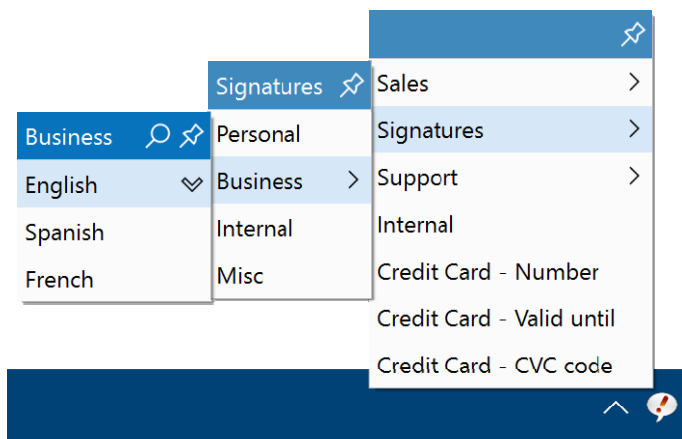 Business
English
Spanish
French
Signatures
Personal
Business
Internal
Misc
Sales
Signatures
Support
Internal
Credit Card - Number
Credit Card - Valid until
Credit Card - CVC code